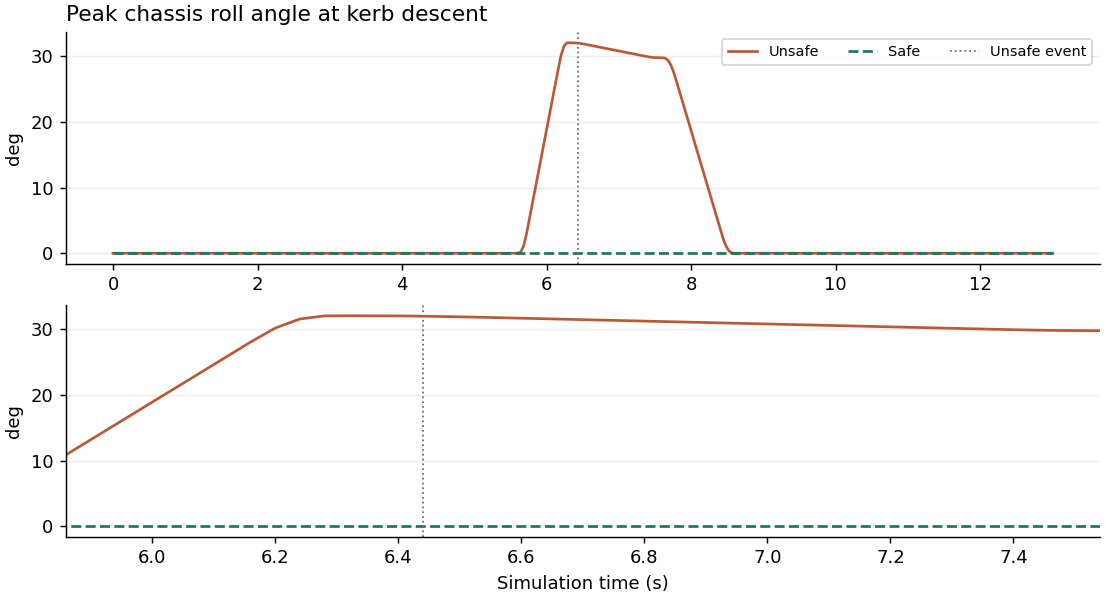 Peak chassis roll angle at kerb descent
Unsafe Safe Unsafe event
deg
30
20
10
0
0 2 4 6 8 10 12
deg
30
20
10
0
6.0 6.2 6.4 6.6 6.8 7.0 7.2 7.4
Simulation time (s)